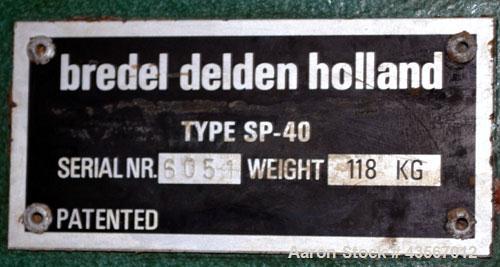 bredel delden holland
TYPE SP-40
SERIAL NR. 6051 WEIGHT 118 KG
PATENTED
Aaron Stock # 43567012